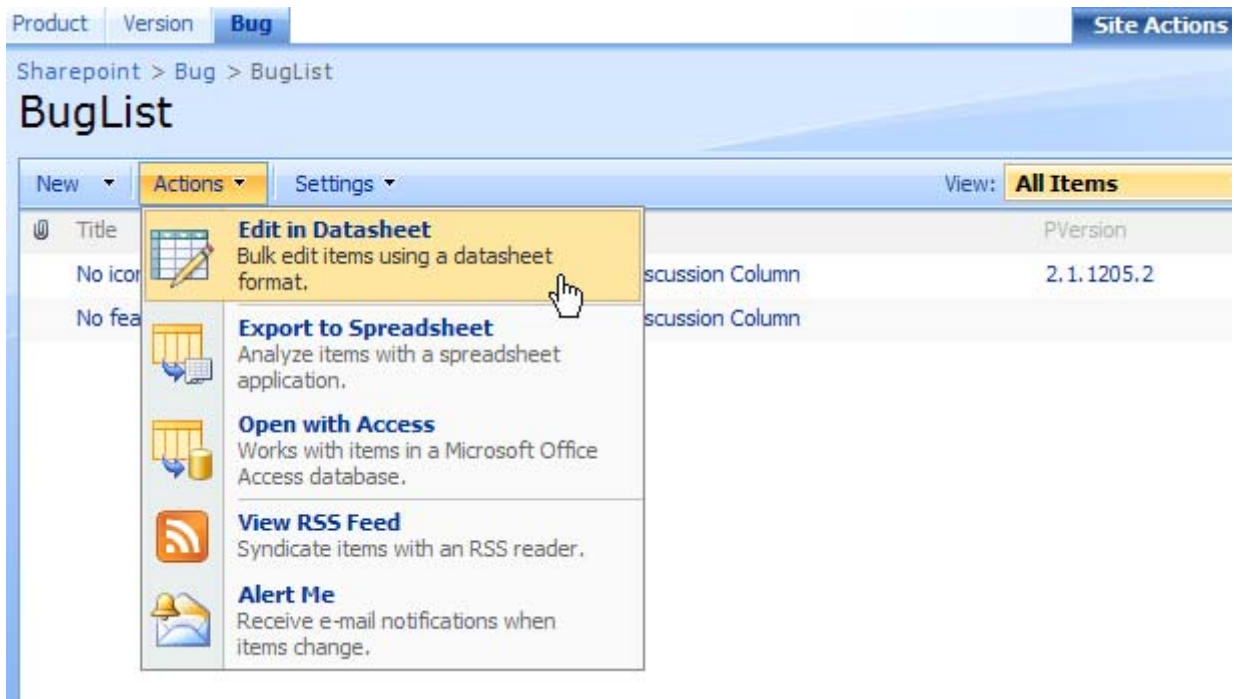 Product Version Bug Site Actions
Sharepoint > Bug > BugList
BugList
New Actions Settings View: All Items
Title PVersion
No icon scussion Column 2.1.1205.2
No fea scussion Column
Edit in Datasheet
Bulk edit items using a datasheet
format.
Export to Spreadsheet
Analyze items with a spreadsheet
application.
Open with Access
Works with items in a Microsoft Office
Access database.
View RSS Feed
Syndicate items with an RSS reader.
Alert Me
Receive e-mail notifications when
items change.